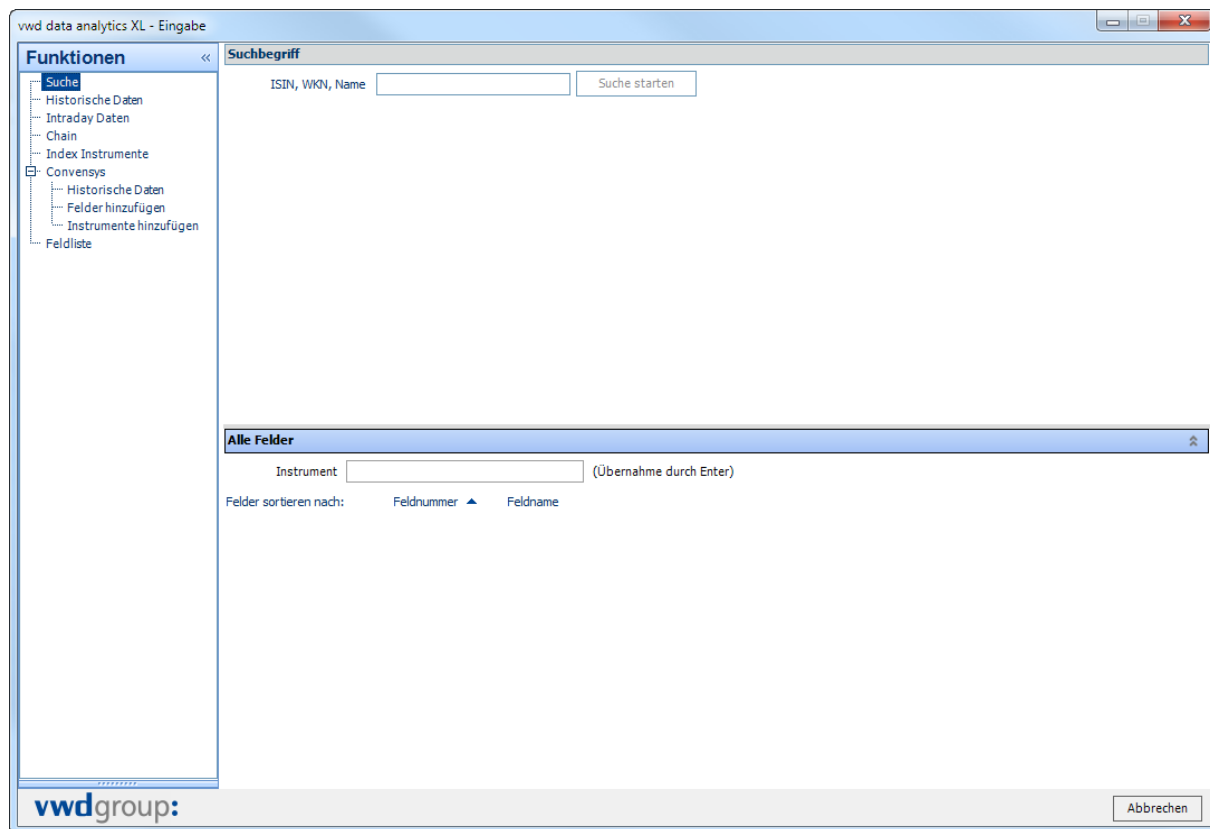 vwd data analytics XL - Eingabe
Funktionen «
Suche
Historische Daten
Intraday Daten
Chain
Index Instrumente
Convensys
Historische Daten
Felder hinzufügen
Instrumente hinzufügen
Feldliste
Suchbegriff
ISIN, WKN, Name
Suche starten
Alle Felder
Instrument (Übernahme durch Enter)
Felder sortieren nach: Feldnummer Feldname
vwdgroup:
Abbrechen